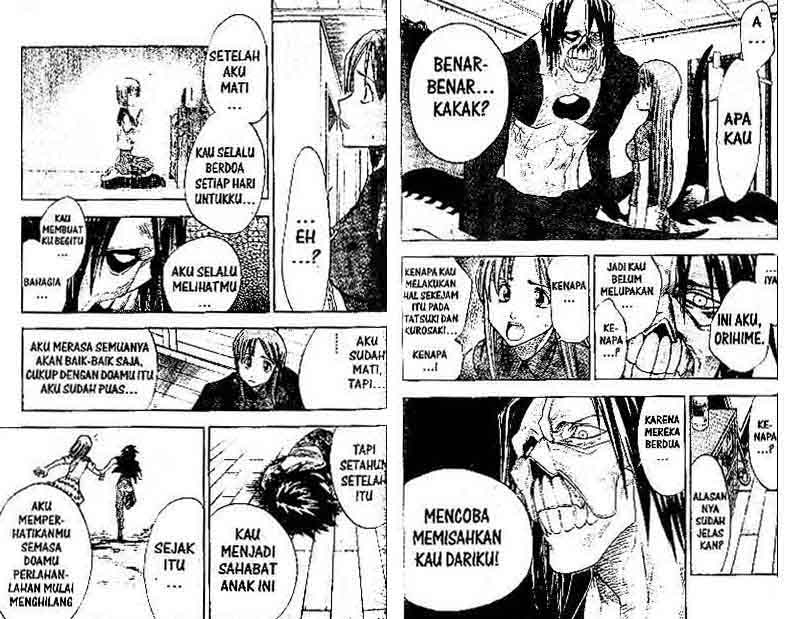 A
...
APA
KAU
BENAR-
BENAR...
KAKAK?
...
IYA
INI AKU,
ORIHIME.
JADI KAU
BELUM
MELUPAKAN
...
KE-
NAPA
...?
KENAPA
...
KENAPA KAU
MELAKUKAN
HAL SEKEJAM
ITU PADA
TATSUKI DAN
KUROSAKI...
KENAPA
...!
KE-
NAPA
...?
ALASAN
NYA
SUDAH
JELAS
KAN?
KARENA
MEREKA
BERDUA
...
MENCOBA
MEMISAHKAN
KAU DARIKU!
...
EH
...?
SETELAH
AKU
MATI
...
KAU SELALU
BERDOA
SETIAP HARI
UNTUKKU...
AKU SELALU
MELIHATMU
...
KAU
MEMBUAT
KU BEGITU
...
BAHAGIA
...
AKU
SUDAH
MATI,
TAPI...
AKU MERASA SEMUANYA
AKAN BAIK-BAIK SAJA,
CUKUP DENGAN DOAMU ITU
AKU SUDAH PUAS...
TAPI
SETAHUN
SETELAH
ITU
KAU
MENJADI
SAHABAT
ANAK INI
SEJAK
ITU
...
AKU
MEMPER-
HATIKANMU
SEMASA
DOAMU
PERLAHAN-
LAHAN MULAI
MENGHILANG